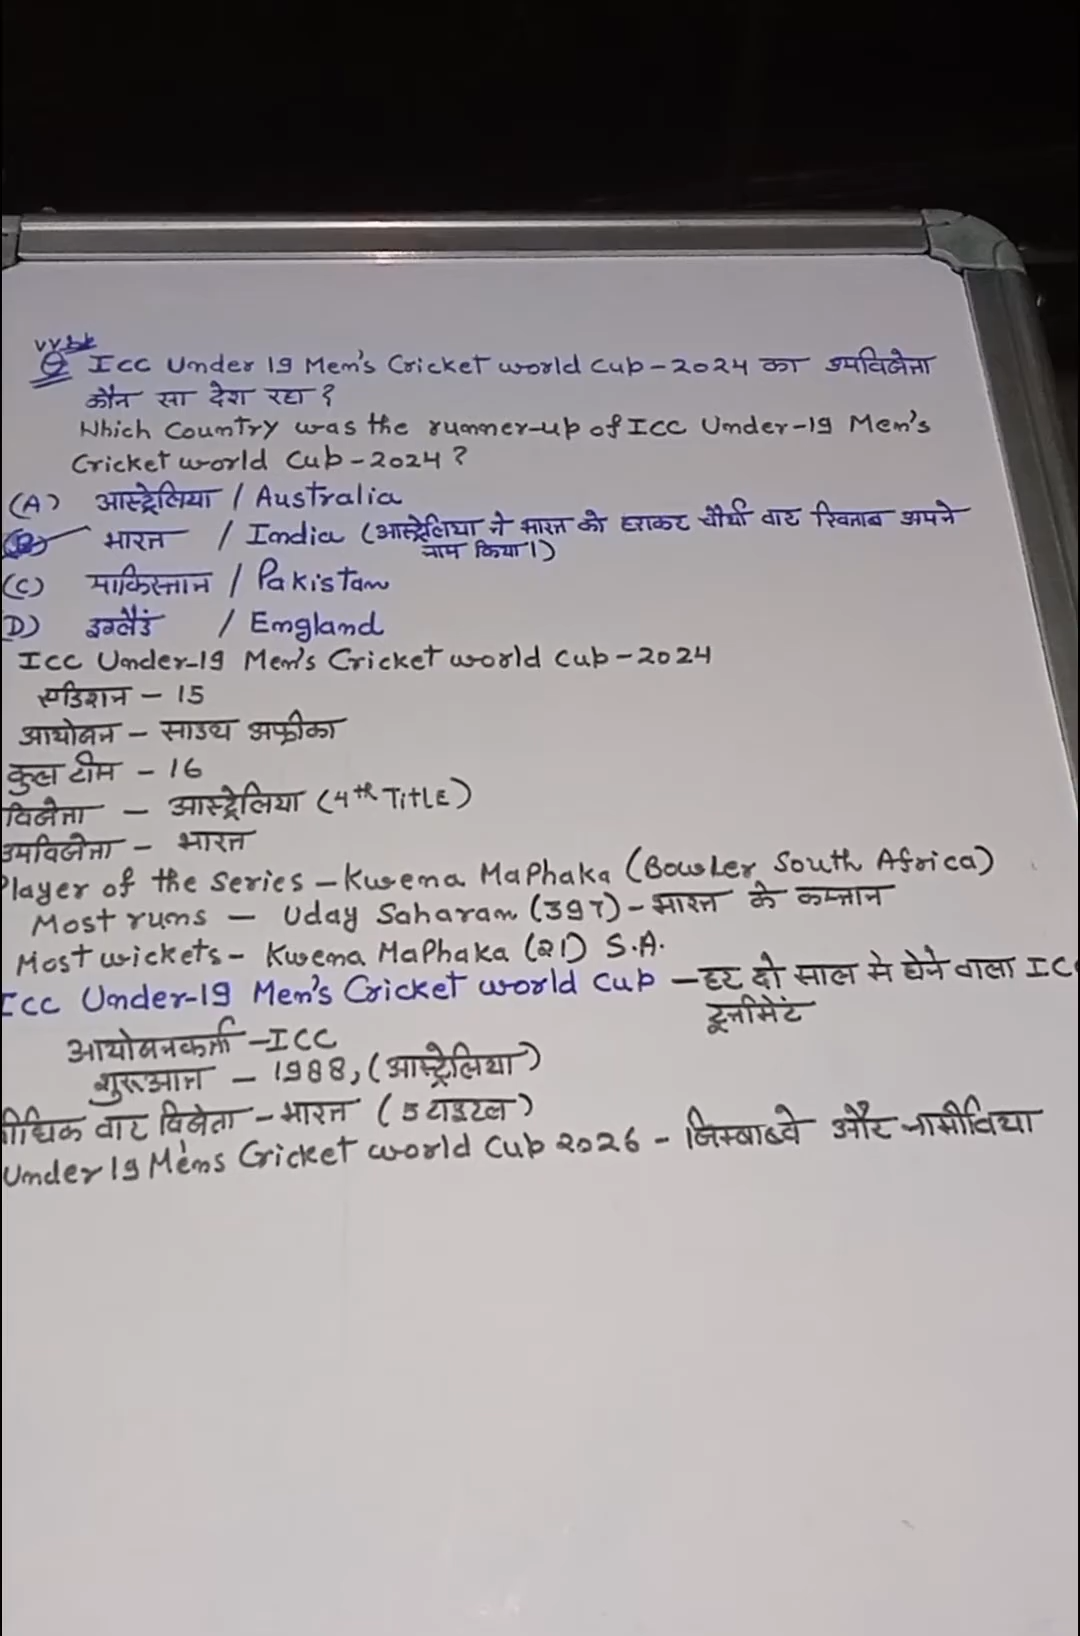 VVImp
Q ICC Under 19 Men's Cricket world Cup-2024 का उपविजेता
कौन सा देश रहा ?
Which Country was the runner-up of ICC Under-19 Men's
Cricket world Cup-2024 ?
(A) आस्ट्रेलिया / Australia
(B) भारत / India (आस्ट्रेलिया ने भारत को हराकर चौथी बार खिताब अपने
नाम किया।)
(C) पाकिस्तान / Pakistan
(D) इग्लैंड / England
ICC Under-19 Men's Cricket world Cup-2024
एडिशन - 15
आयोजन - साउथ अफ्रीका
कुल टीम - 16
विजेता - आस्ट्रेलिया (4th TITLE)
उपविजेता - भारत
Player of the Series - Kwena MaPhaka (Bowler South Africa)
Most runs - Uday Saharan (397) - भारत के कप्तान
Most wickets - Kwena MaPhaka (21) S.A.
ICC Under-19 Men's Cricket world Cup - हर दो साल मे होने वाला ICC
टूर्नामेंट
आयोजनकर्ता - ICC
शुरूआत - 1988, (आस्ट्रेलिया)
बार विजेता - भारत (5 टाइटल)
Under 19 Men's Cricket world Cup 2026 - जिम्बाब्वे और नामीबिया